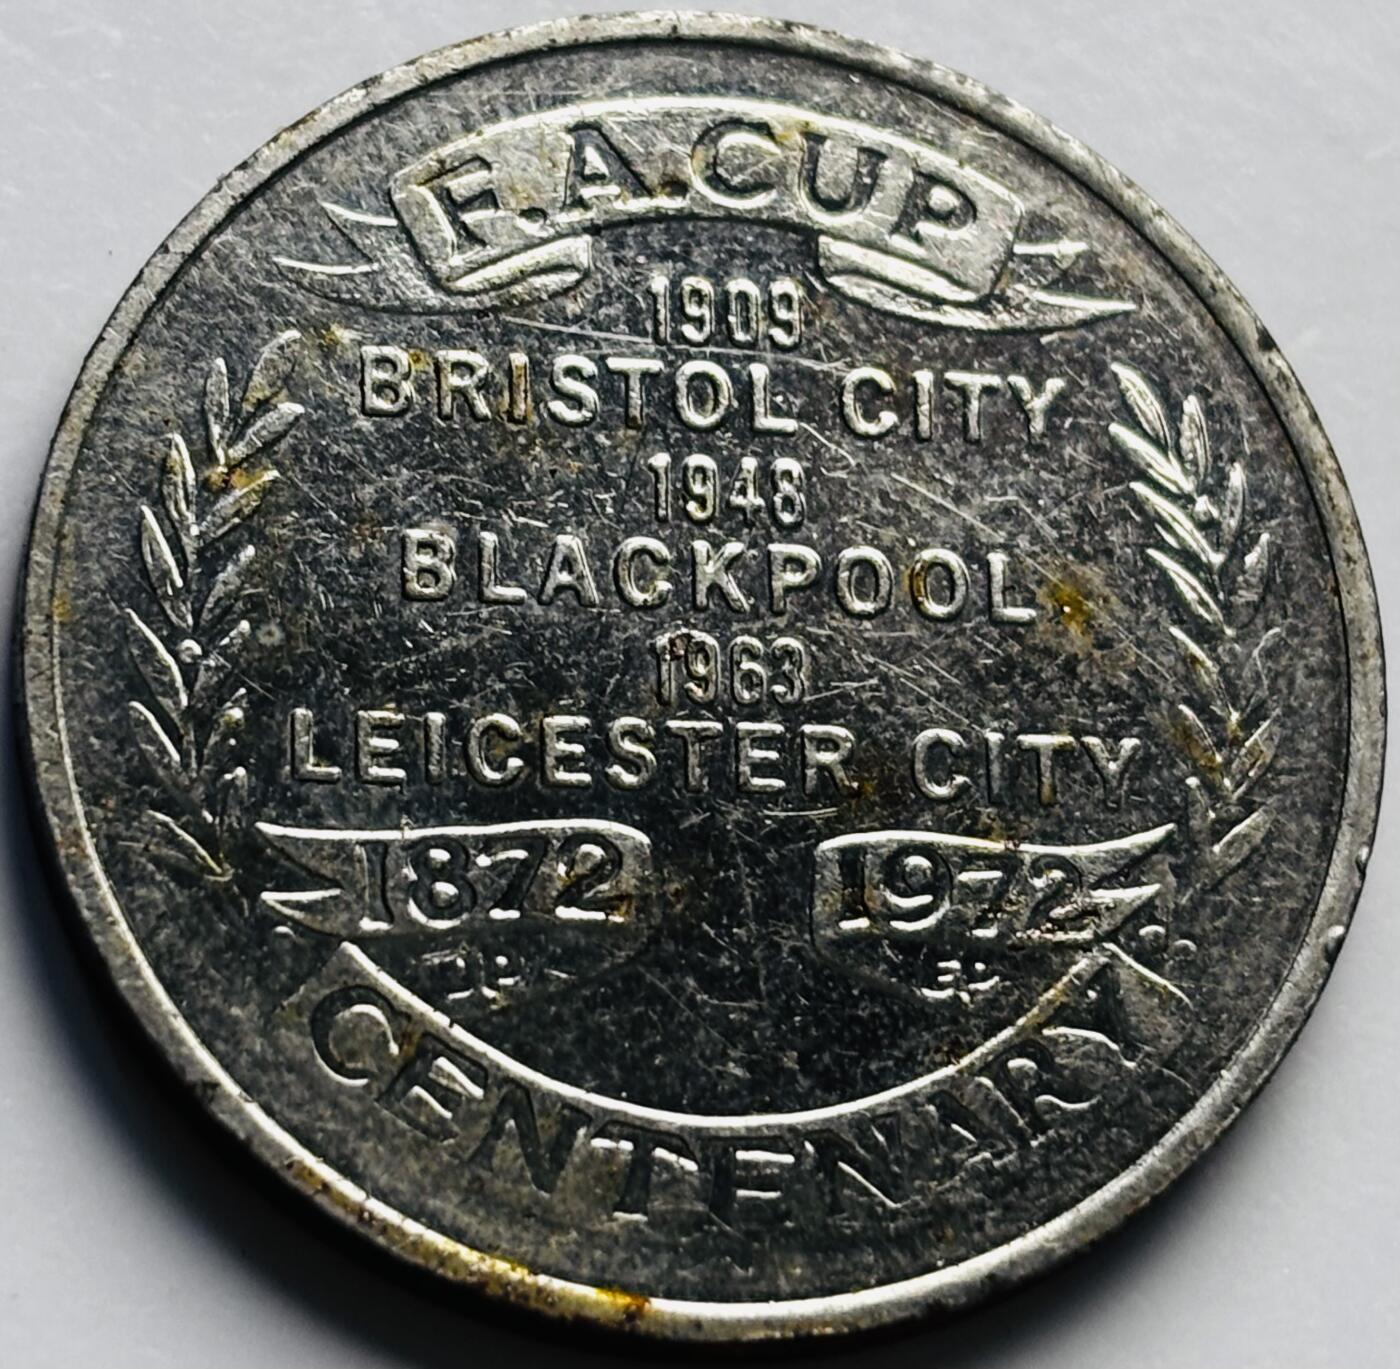 F.A.CUP
1909
BRISTOL CITY
1948
BLACKPOOL
1963
LEICESTER CITY
1872 1972
CENTENARY